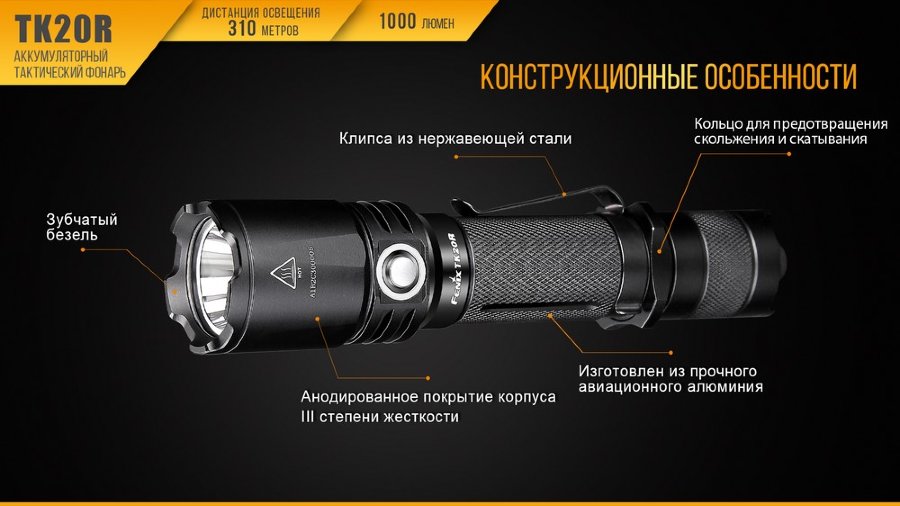 TK20R
АККУМУЛЯТОРНЫЙ
ТАКТИЧЕСКИЙ ФОНАРЬ
ДИСТАНЦИЯ ОСВЕЩЕНИЯ
310 МЕТРОВ
1000 ЛЮМЕН
КОНСТРУКЦИОННЫЕ ОСОБЕННОСТИ
Кольцо для предотвращения
скольжения и скатывания
Клипса из нержавеющей стали
Зубчатый
безель
HOT
FENIX TK20R
Изготовлен из прочного
авиационного алюминия
Анодированное покрытие корпуса
III степени жесткости